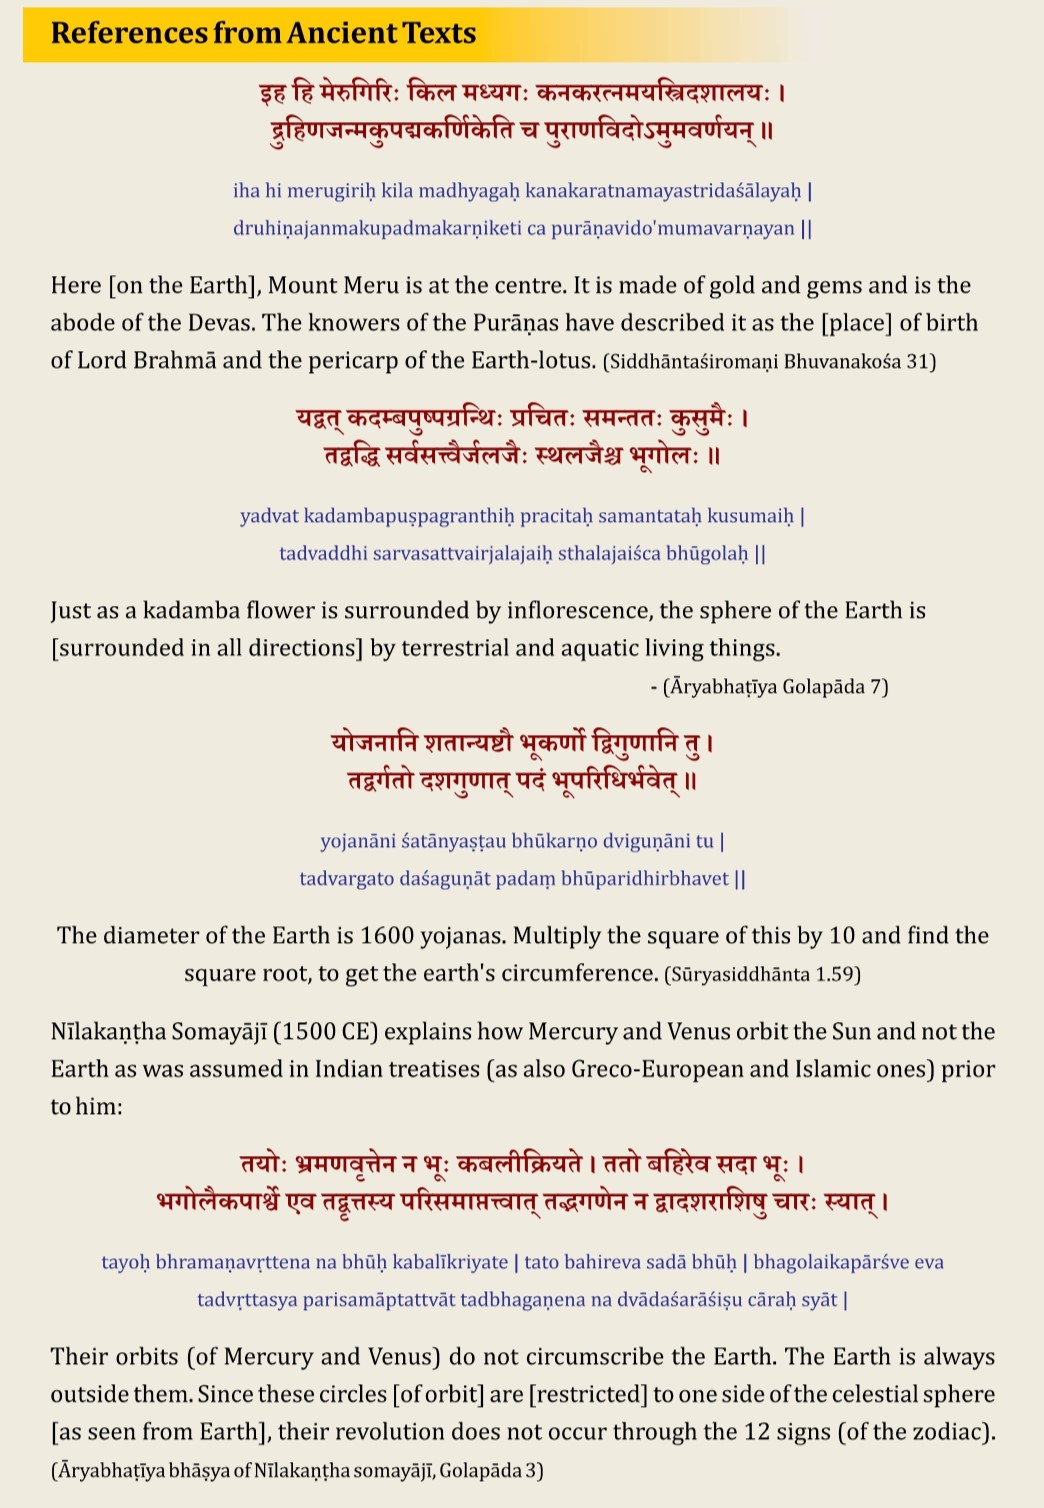 References from Ancient Texts
इह हि मेरुगिरिः किल मध्यगः कनकरत्नमयस्त्रिदशालयः ।
द्रुहिणजन्मकुपद्मकर्णिकेति च पुराणविदोऽमुमवर्णयन् ॥
iha hi merugiriḥ kila madhyagaḥ kanakaratnamayastridaśālayaḥ |
druhiṇajanmakupadmakarṇiketi ca purāṇavido'mumavarṇayan ||
Here [on the Earth], Mount Meru is at the centre. It is made of gold and gems and is the
abode of the Devas. The knowers of the Purāṇas have described it as the [place] of birth
of Lord Brahmā and the pericarp of the Earth-lotus. (Siddhāntaśiromaṇi Bhuvanakośa 31)
यद्वत् कदम्बपुष्पग्रन्थिः प्रचितः समन्ततः कुसुमैः ।
तद्वद्धि सर्वसत्त्वैर्जलजैः स्थलजैश्च भूगोलः ॥
yadvat kadambapuṣpagranthiḥ pracitaḥ samantataḥ kusumaiḥ |
tadvaddhi sarvasattvairjalajaiḥ sthalajaiśca bhūgolaḥ ||
Just as a kadamba flower is surrounded by inflorescence, the sphere of the Earth is
[surrounded in all directions] by terrestrial and aquatic living things.
- (Āryabhaṭīya Golapāda 7)
योजनानि शतान्यष्टौ भूकर्णो द्विगुणानि तु ।
तद्वर्गतो दशगुणात् पदं भूपरिधिर्भवेत् ॥
yojanāni śatānyaṣṭau bhūkarṇo dviguṇāni tu |
tadvargato daśaguṇāt padaṃ bhūparidhirbhavet ||
The diameter of the Earth is 1600 yojanas. Multiply the square of this by 10 and find the
square root, to get the earth's circumference. (Sūryasiddhānta 1.59)
Nīlakaṇṭha Somayājī (1500 CE) explains how Mercury and Venus orbit the Sun and not the
Earth as was assumed in Indian treatises (as also Greco-European and Islamic ones) prior
to him:
तयोः भ्रमणवृत्तेन न भूः कबलीक्रियते । ततो बहिरेव सदा भूः ।
भगोलैकपार्श्वे एव तद्वृत्तस्य परिसमाप्तत्त्वात् तद्भगणेन न द्वादशराशिषु चारः स्यात् ।
tayoḥ bhramaṇavṛttena na bhūḥ kabalīkriyate | tato bahireva sadā bhūḥ | bhagolaikapārśve eva
tadvṛttasya parisamāptattvāt tadbhagaṇena na dvādaśarāśiṣu cāraḥ syāt |
Their orbits (of Mercury and Venus) do not circumscribe the Earth. The Earth is always
outside them. Since these circles [of orbit] are [restricted] to one side of the celestial sphere
[as seen from Earth], their revolution does not occur through the 12 signs (of the zodiac).
(Āryabhaṭīya bhāṣya of Nīlakaṇṭha somayājī, Golapāda 3)